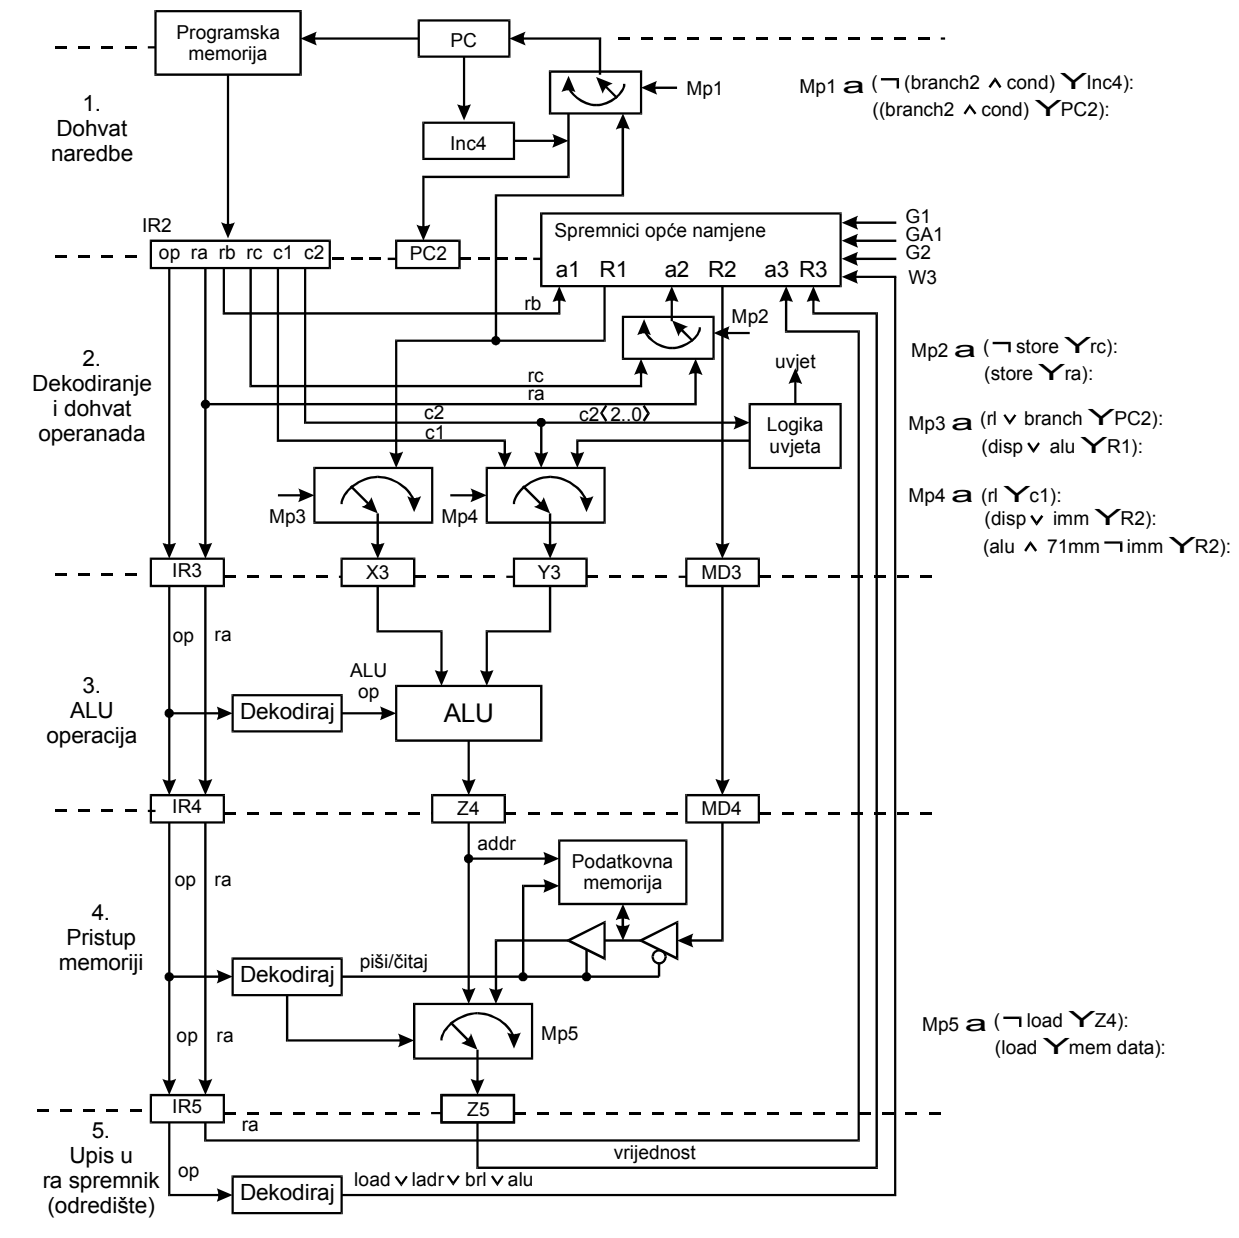 Programska
memorija
PC
Mp1
Inc4
1.
Dohvat
naredbe
Mp1 a (¬ (branch2 ∧ cond) Y Inc4):
((branch2 ∧ cond) Y PC2):
IR2
op ra rb rc c1 c2
PC2
Spremnici opće namjene
a1 R1 a2 R2 a3 R3
G1
GA1
G2
W3
rb
Mp2
2.
Dekodiranje
i dohvat
operanada
rc
ra
c2
c2⟨2..0⟩
c1
uvjet
Logika
uvjeta
Mp3
Mp4
Mp2 a (¬ store Y rc):
(store Y ra):
Mp3 a (rl ∨ branch Y PC2):
(disp ∨ alu Y R1):
Mp4 a (rl Y c1):
(disp ∨ imm Y R2):
(alu ∧ 71mm ¬ imm Y R2):
IR3
X3
Y3
MD3
op
ra
3.
ALU
operacija
Dekodiraj
ALU
op
ALU
IR4
Z4
MD4
addr
Podatkovna
memorija
op
ra
4.
Pristup
memoriji
Dekodiraj
piši/čitaj
Mp5
op
ra
Mp5 a (¬ load Y Z4):
(load Y mem data):
IR5
Z5
ra
5.
Upis u
ra spremnik
(odredište)
vrijednost
op
Dekodiraj
load ∨ ladr ∨ brl ∨ alu